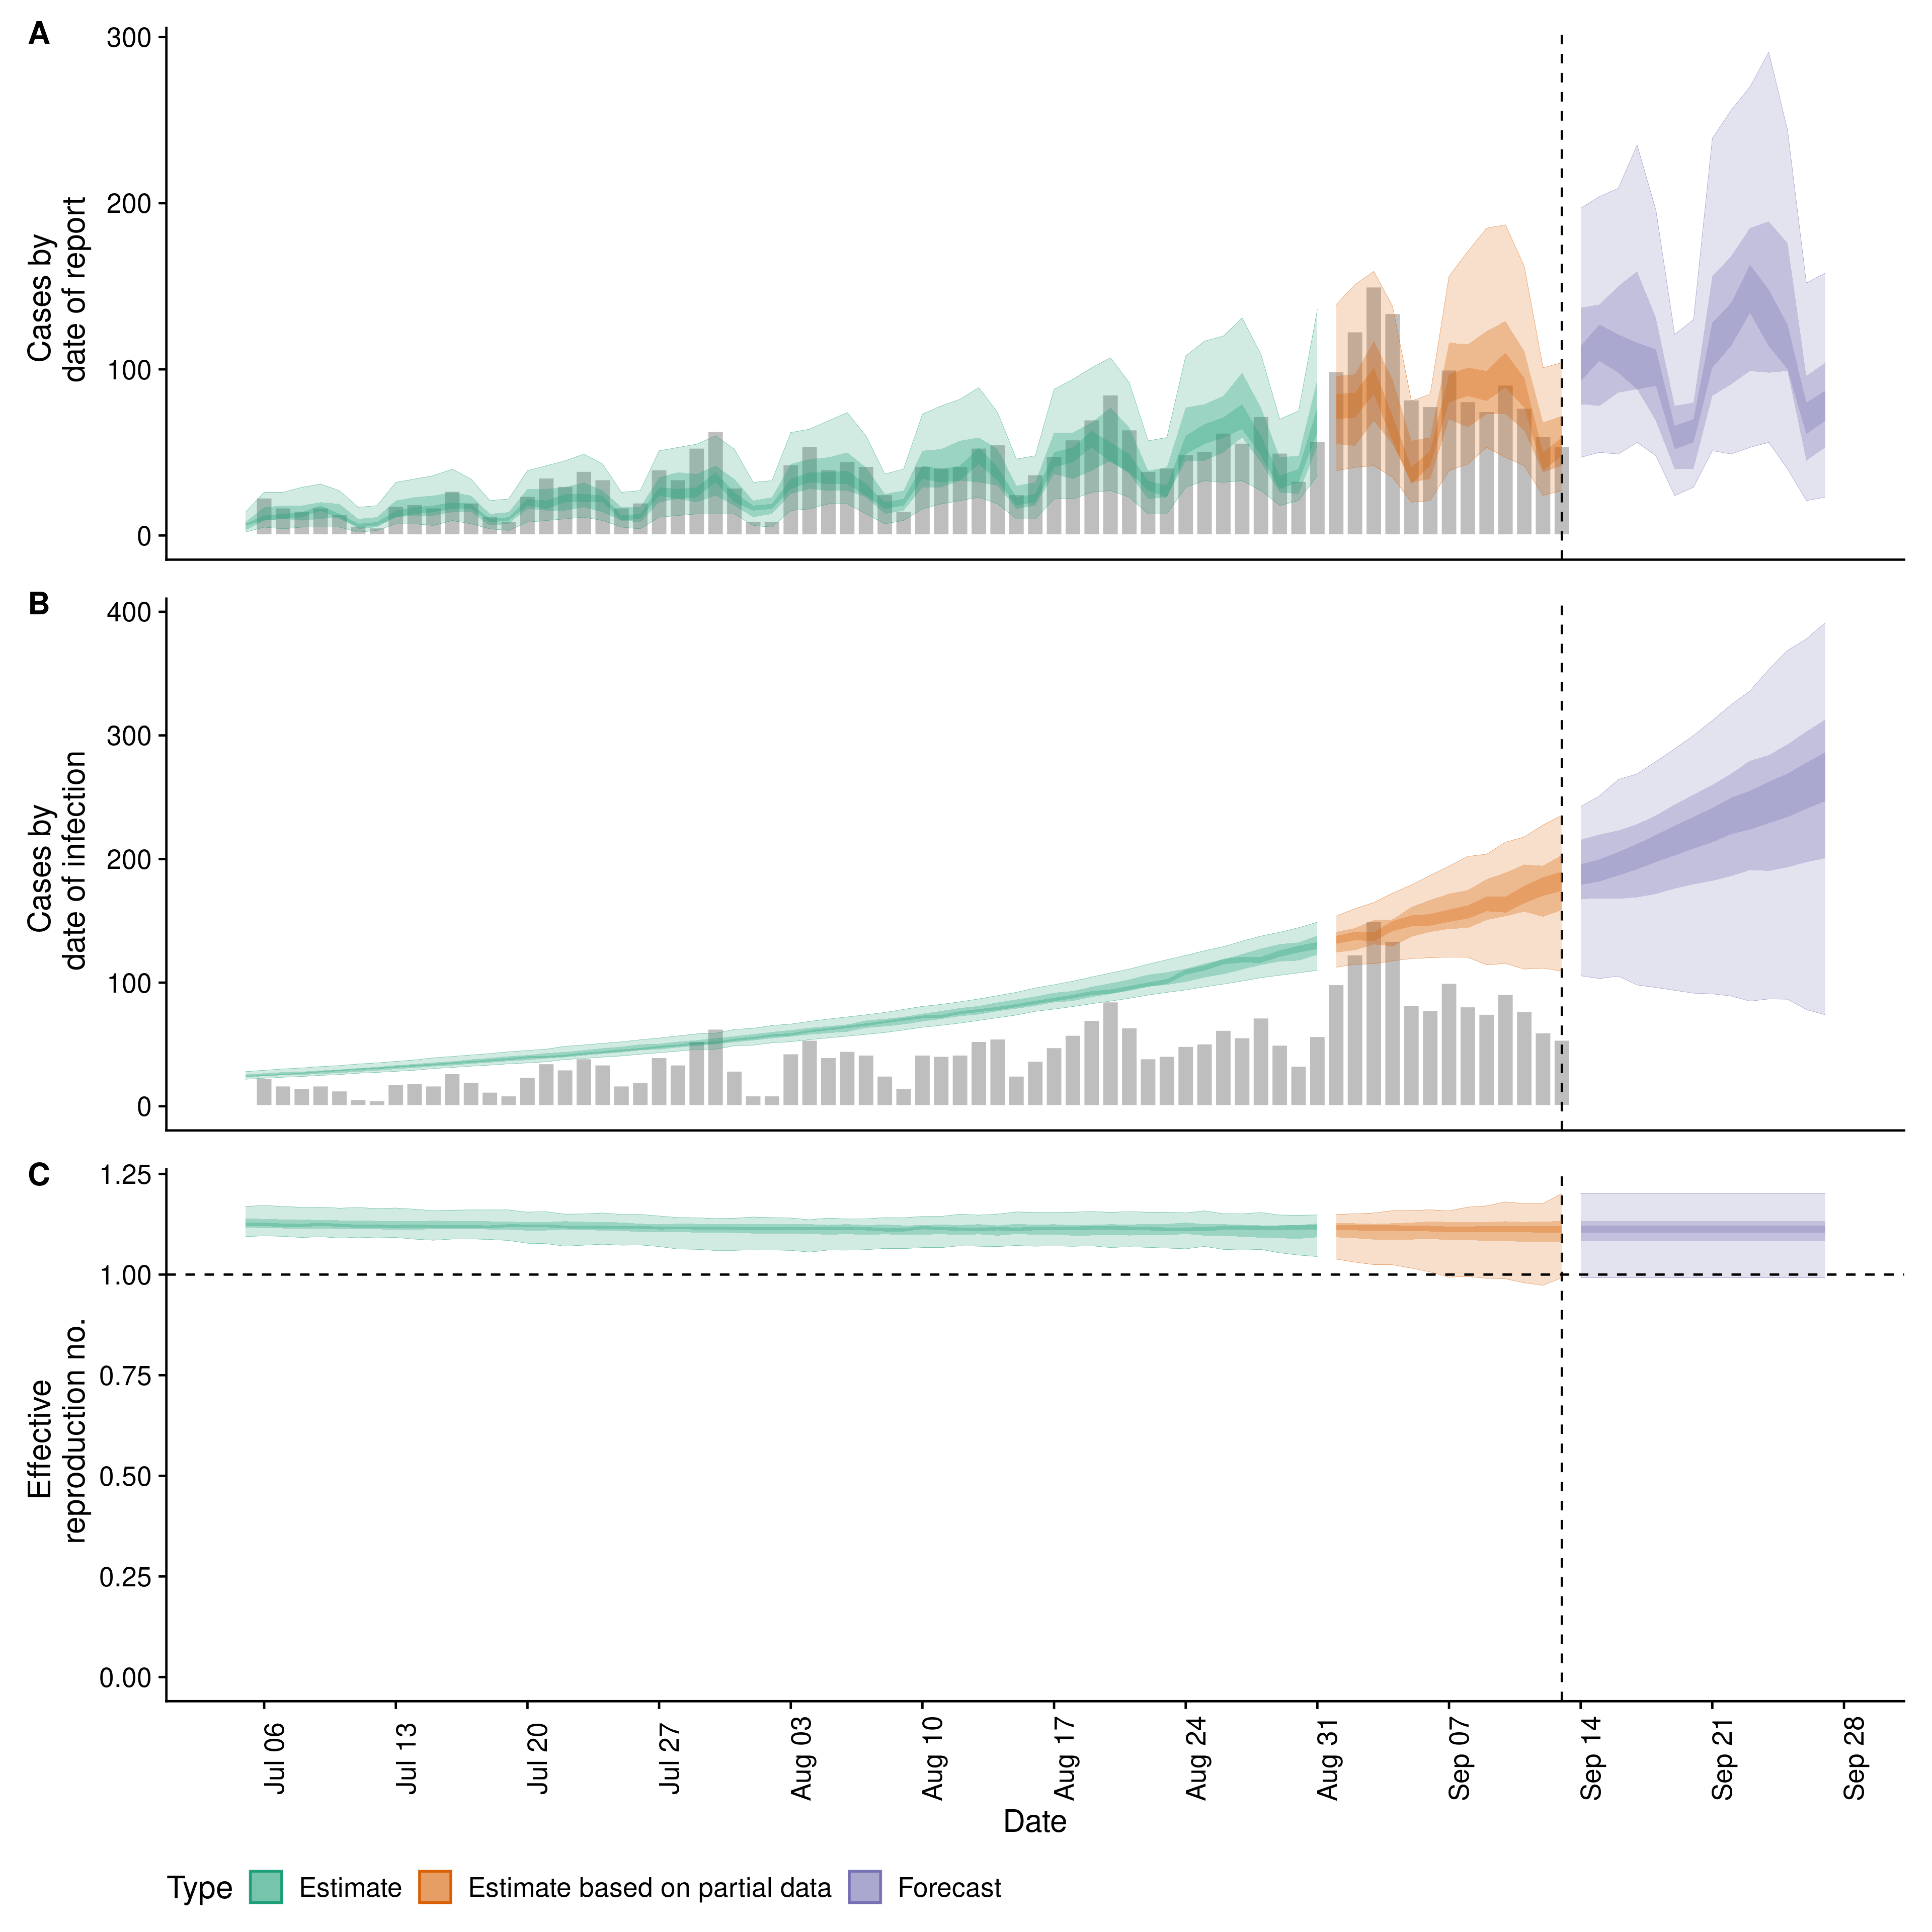 A
300
200
100
0
Cases by
date of report
B
400
300
200
100
0
Cases by
date of infection
C
1.25
1.00
0.75
0.50
0.25
0.00
Effective
reproduction no.
Jul 06
Jul 13
Jul 20
Jul 27
Aug 03
Aug 10
Aug 17
Aug 24
Aug 31
Sep 07
Sep 14
Sep 21
Sep 28
Date
Type Estimate Estimate based on partial data Forecast